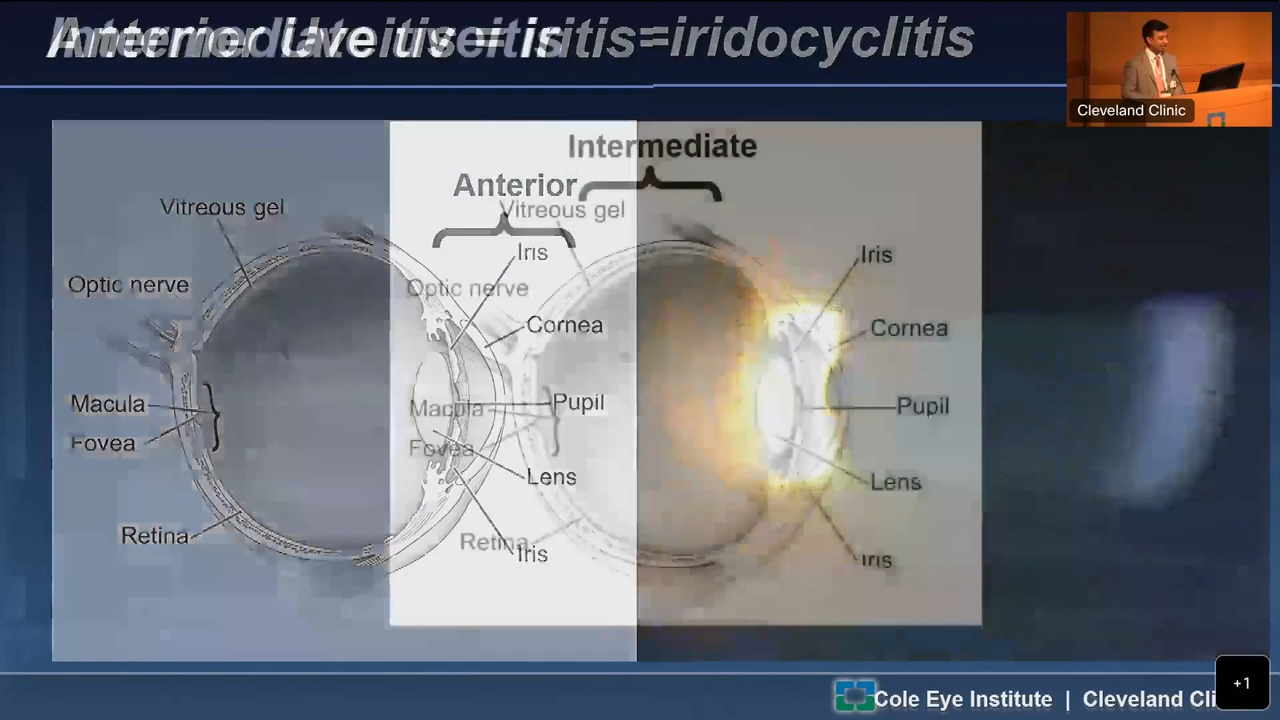 Anterior Uveitis = iritis=iridocyclitis
Cleveland Clinic
Intermediate
Anterior
Vitreous gel
Vitreous gel
Iris
Iris
Optic nerve
Optic nerve
Cornea
Cornea
Macula
Macula
Pupil
Pupil
Fovea
Fovea
Lens
Lens
Retina
Retina
Iris
Iris
Cole Eye Institute | Cleveland Cli
+1